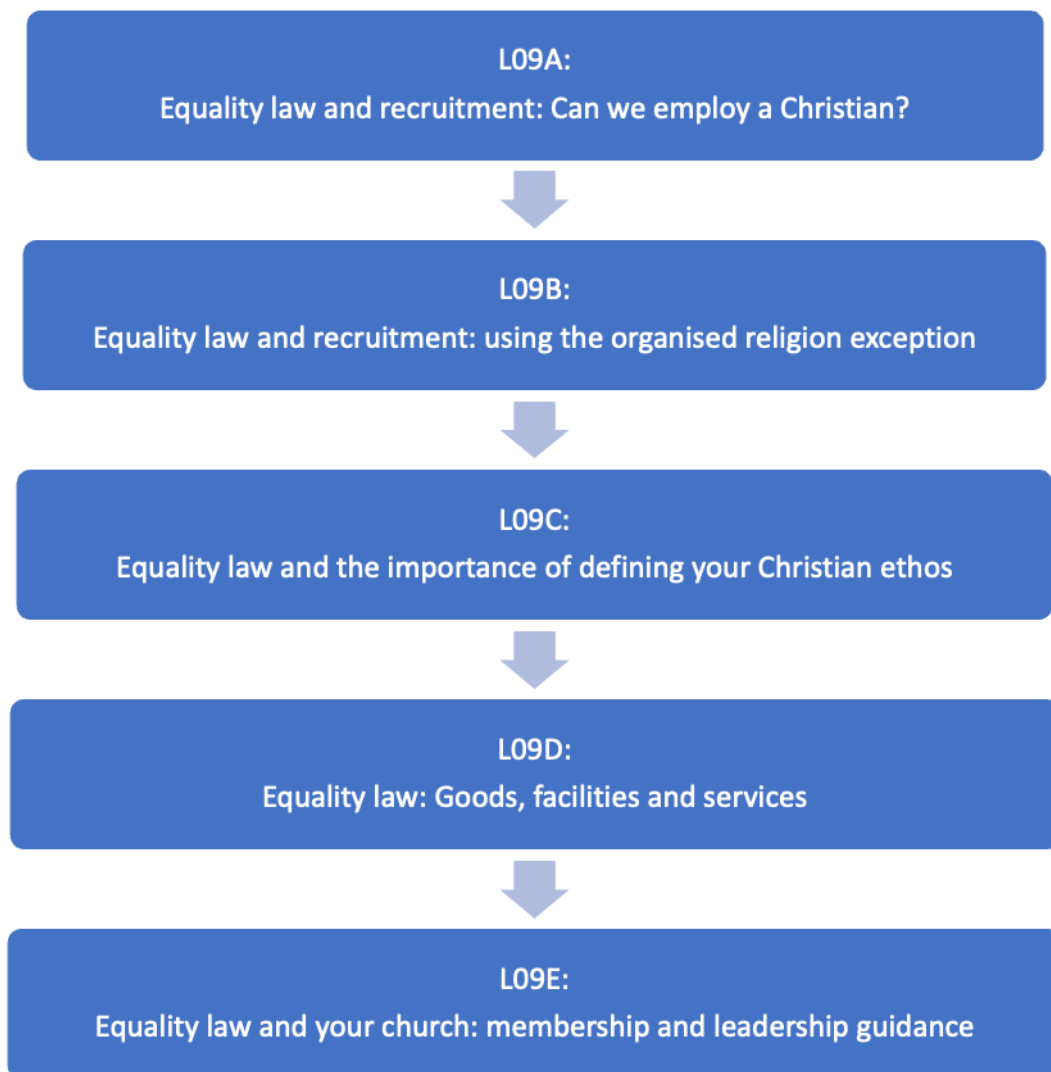 L09A:
Equality law and recruitment: Can we employ a Christian?
L09B:
Equality law and recruitment: using the organised religion exception
L09C:
Equality law and the importance of defining your Christian ethos
L09D:
Equality law: Goods, facilities and services
L09E:
Equality law and your church: membership and leadership guidance